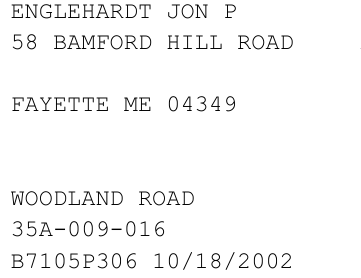 ENGLEHARDT JON P
58 BAMFORD HILL ROAD
FAYETTE ME 04349
WOODLAND ROAD
35A-009-016
B7105P306 10/18/2002